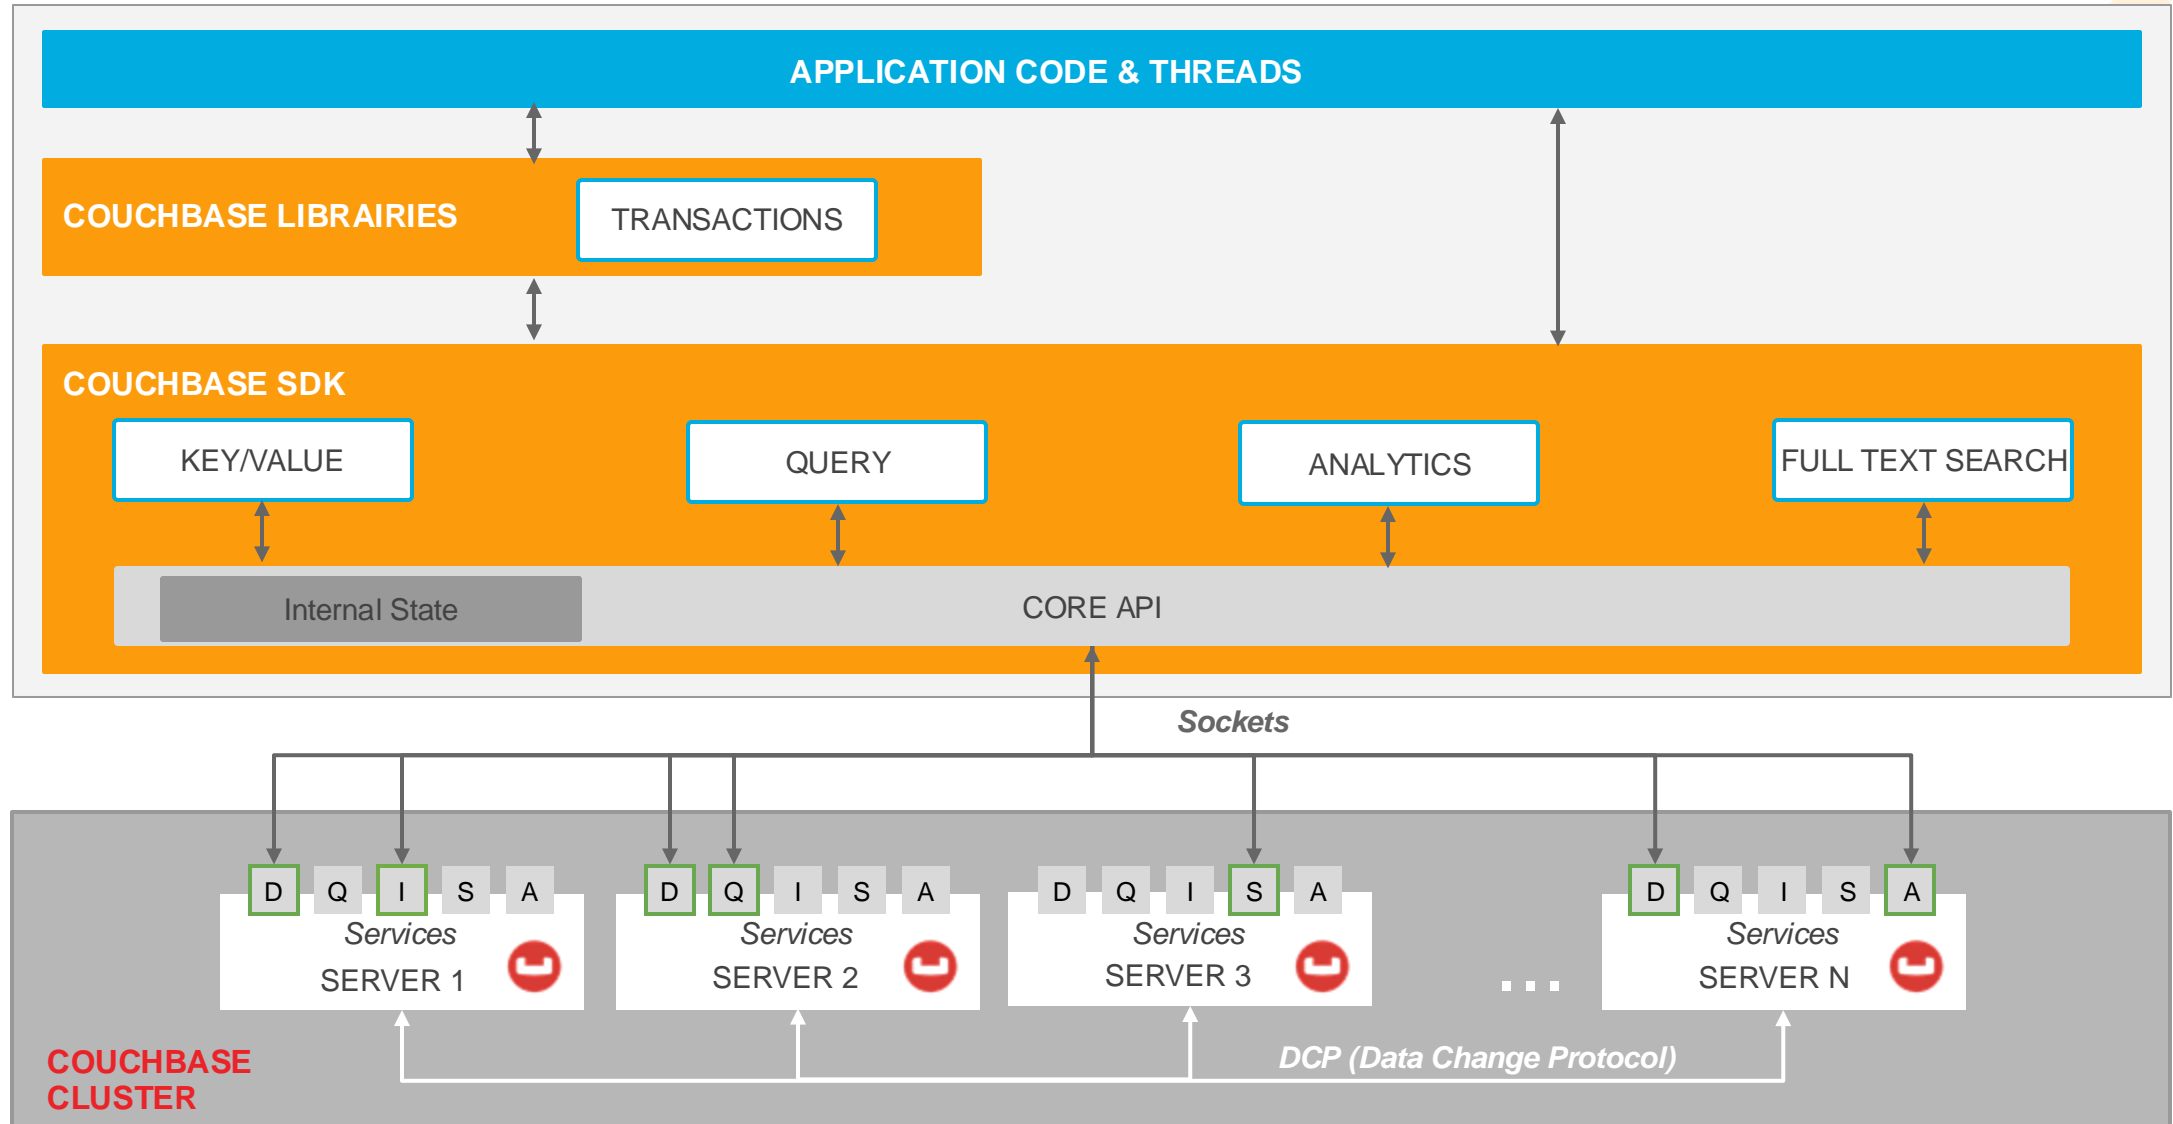 APPLICATION CODE & THREADS
COUCHBASE LIBRAIRIES
TRANSACTIONS
COUCHBASE SDK
KEY/VALUE
QUERY
ANALYTICS
FULL TEXT SEARCH
Internal State
CORE API
Sockets
D Q I S A
Services
SERVER 1
D Q I S A
Services
SERVER 2
D Q I S A
Services
SERVER 3
...
D Q I S A
Services
SERVER N
DCP (Data Change Protocol)
COUCHBASE
CLUSTER